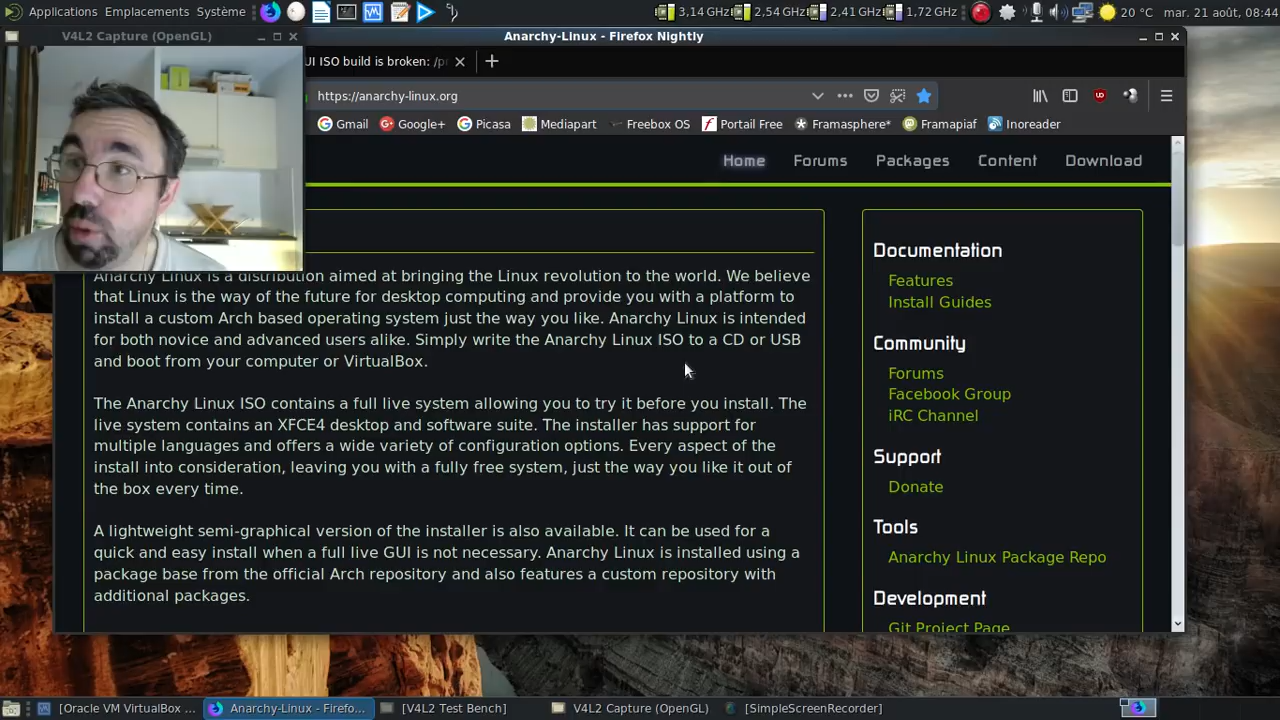 Applications Emplacements Système
3,14 GHz 2,54 GHz 2,41 GHz 1,72 GHz 20 °C mar. 21 août, 08:44
V4L2 Capture (OpenGL)
Anarchy-Linux - Firefox Nightly
UI ISO build is broken: /p
https://anarchy-linux.org
Gmail Google+ Picasa Mediapart Freebox OS Portail Free Framasphere* Framapiaf Inoreader
Home Forums Packages Content Download
Anarchy Linux is a distribution aimed at bringing the Linux revolution to the world. We believe
that Linux is the way of the future for desktop computing and provide you with a platform to
install a custom Arch based operating system just the way you like. Anarchy Linux is intended
for both novice and advanced users alike. Simply write the Anarchy Linux ISO to a CD or USB
and boot from your computer or VirtualBox.
The Anarchy Linux ISO contains a full live system allowing you to try it before you install. The
live system contains an XFCE4 desktop and software suite. The installer has support for
multiple languages and offers a wide variety of configuration options. Every aspect of the
install into consideration, leaving you with a fully free system, just the way you like it out of
the box every time.
A lightweight semi-graphical version of the installer is also available. It can be used for a
quick and easy install when a full live GUI is not necessary. Anarchy Linux is installed using a
package base from the official Arch repository and also features a custom repository with
additional packages.
Documentation
Features
Install Guides
Community
Forums
Facebook Group
iRC Channel
Support
Donate
Tools
Anarchy Linux Package Repo
Development
Git Project Page
[Oracle VM VirtualBox ... Anarchy-Linux - Firefo... [V4L2 Test Bench] V4L2 Capture (OpenGL) [SimpleScreenRecorder]